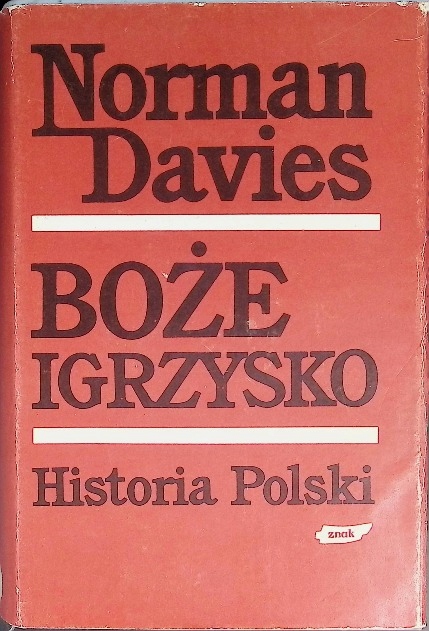 Norman
Davies
BOŻE
IGRZYSKO
Historia Polski
znak